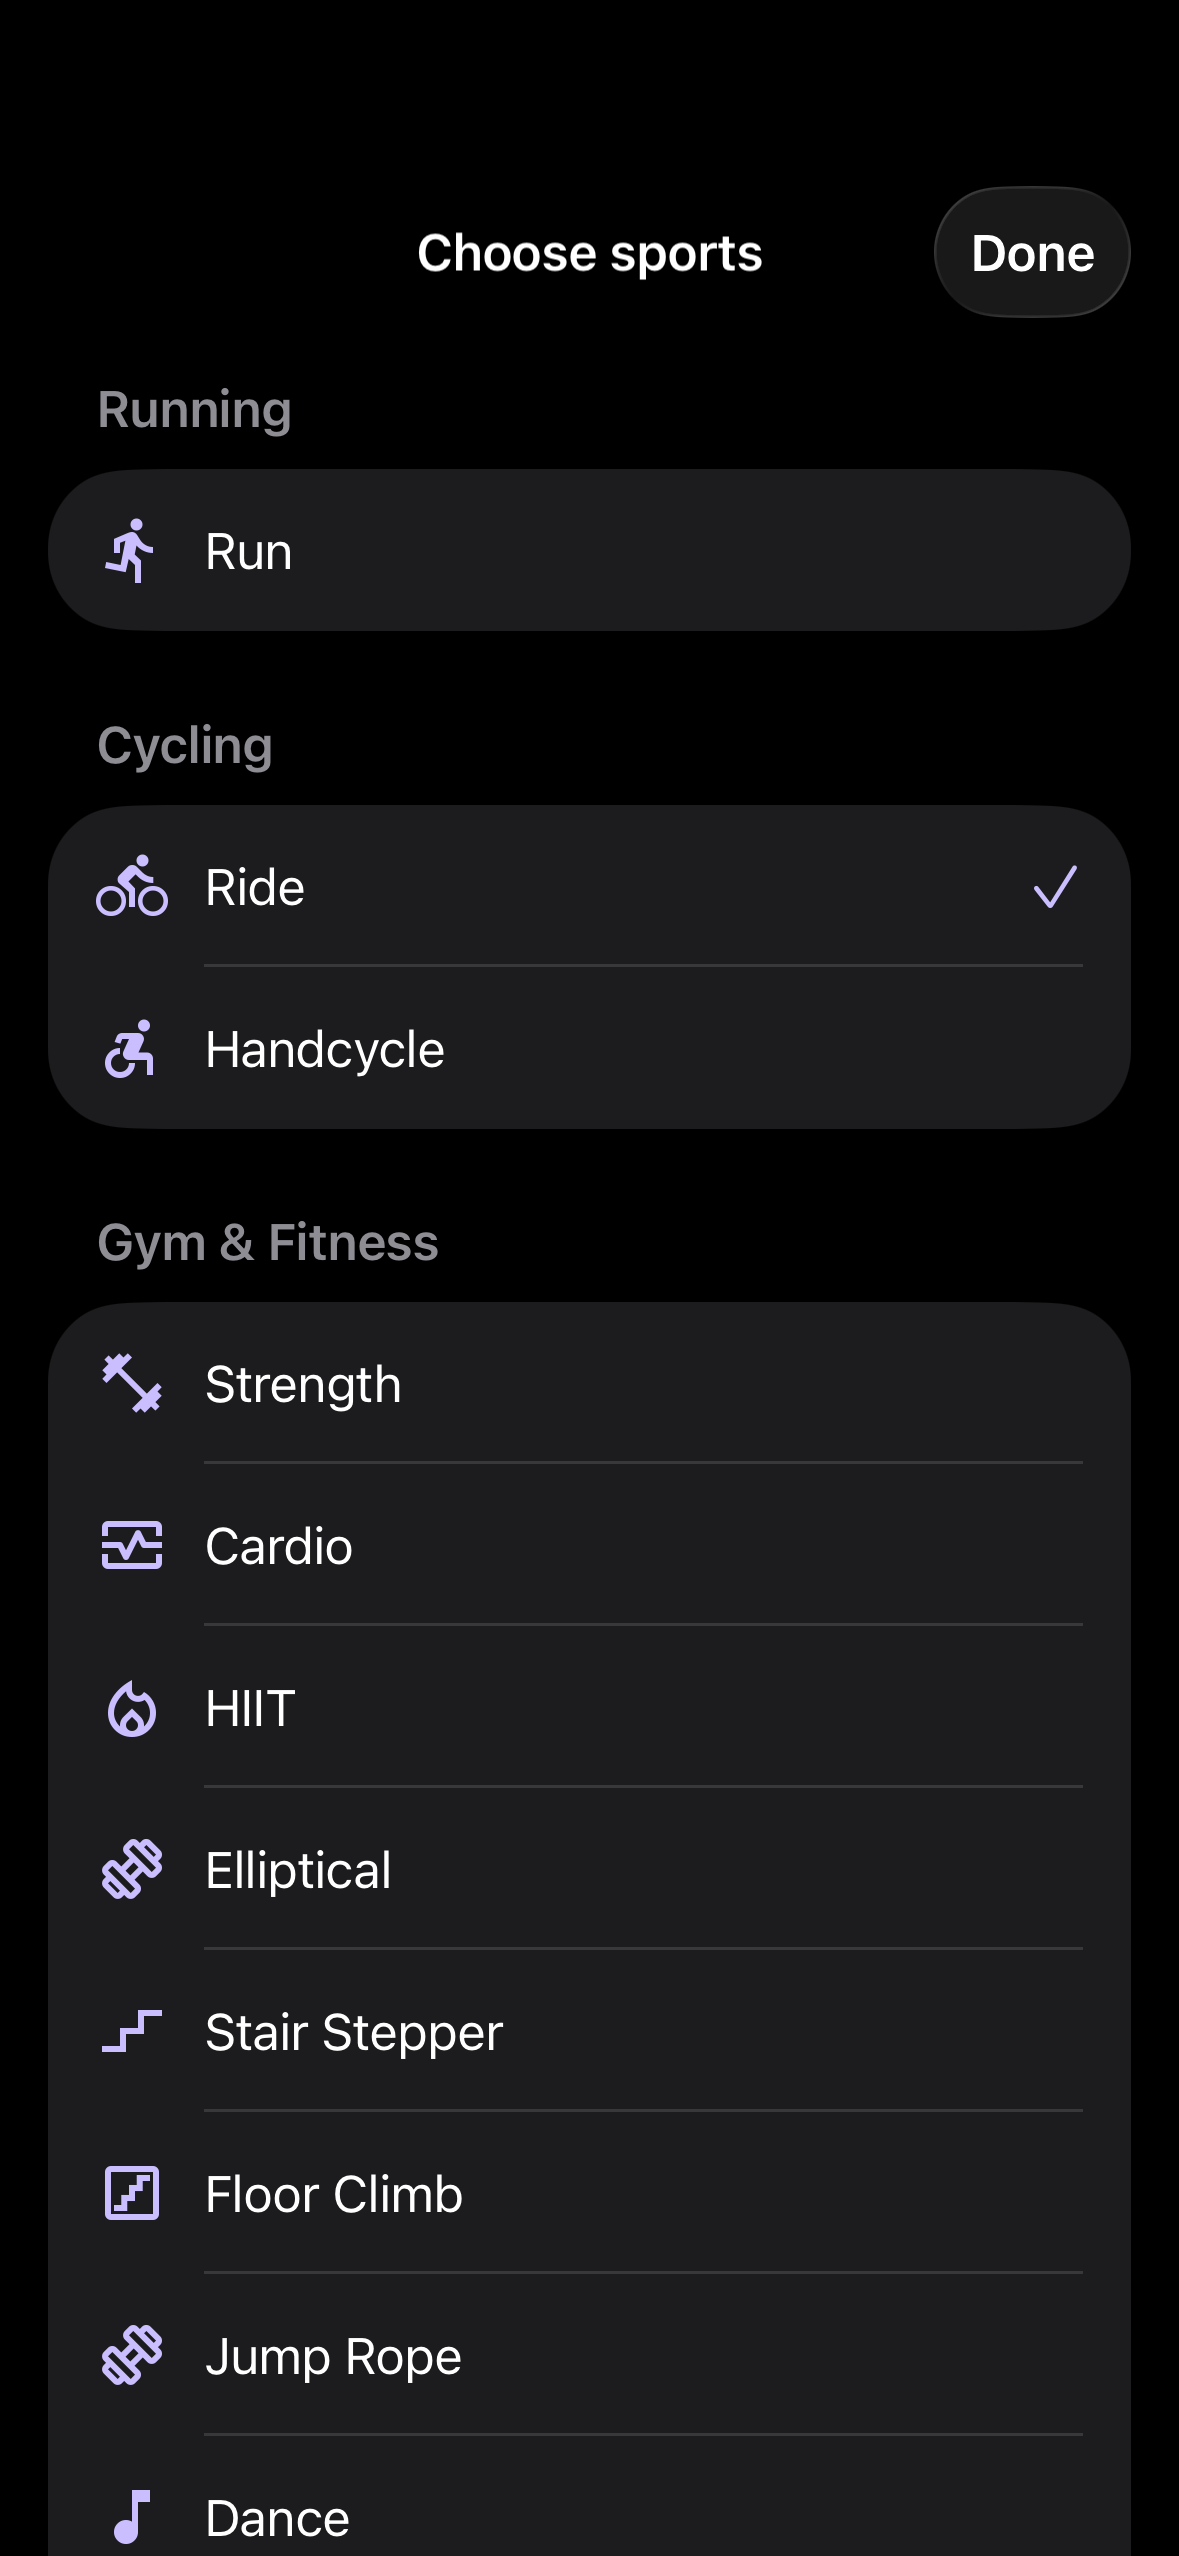 Choose sports
Done
Running
Run
Cycling
Ride
Handcycle
Gym & Fitness
Strength
Cardio
HIIT
Elliptical
Stair Stepper
Floor Climb
Jump Rope
Dance